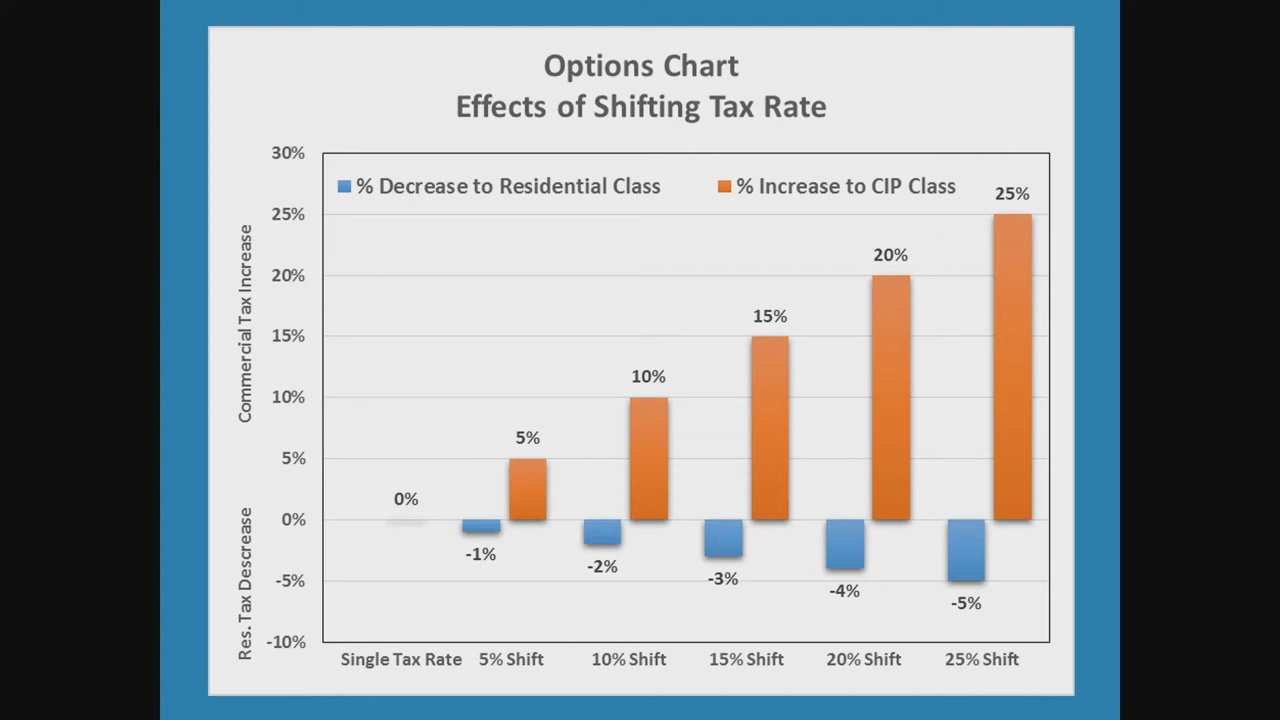 Options Chart
Effects of Shifting Tax Rate
% Decrease to Residential Class
% Increase to CIP Class
30%
25%
20%
15%
10%
5%
0%
-5%
-10%
Commercial Tax Increase
Res. Tax Descrease
0%
-1%
5%
-2%
10%
-3%
15%
-4%
20%
-5%
25%
Single Tax Rate
5% Shift
10% Shift
15% Shift
20% Shift
25% Shift